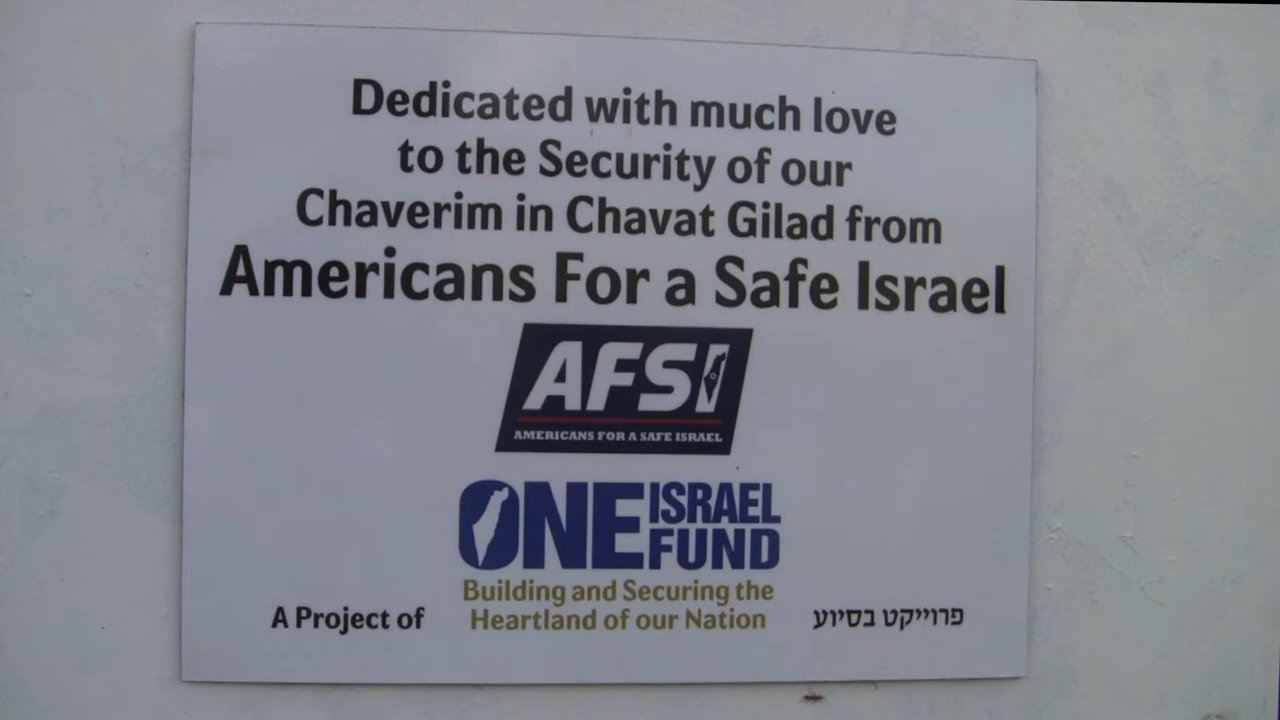 Dedicated with much love
to the Security of our
Chaverim in Chavat Gilad from
Americans For a Safe Israel
AFSI
AMERICANS FOR A SAFE ISRAEL
ONE ISRAEL FUND
Building and Securing the
Heartland of our Nation
A Project of
פרוייקט בסיוע